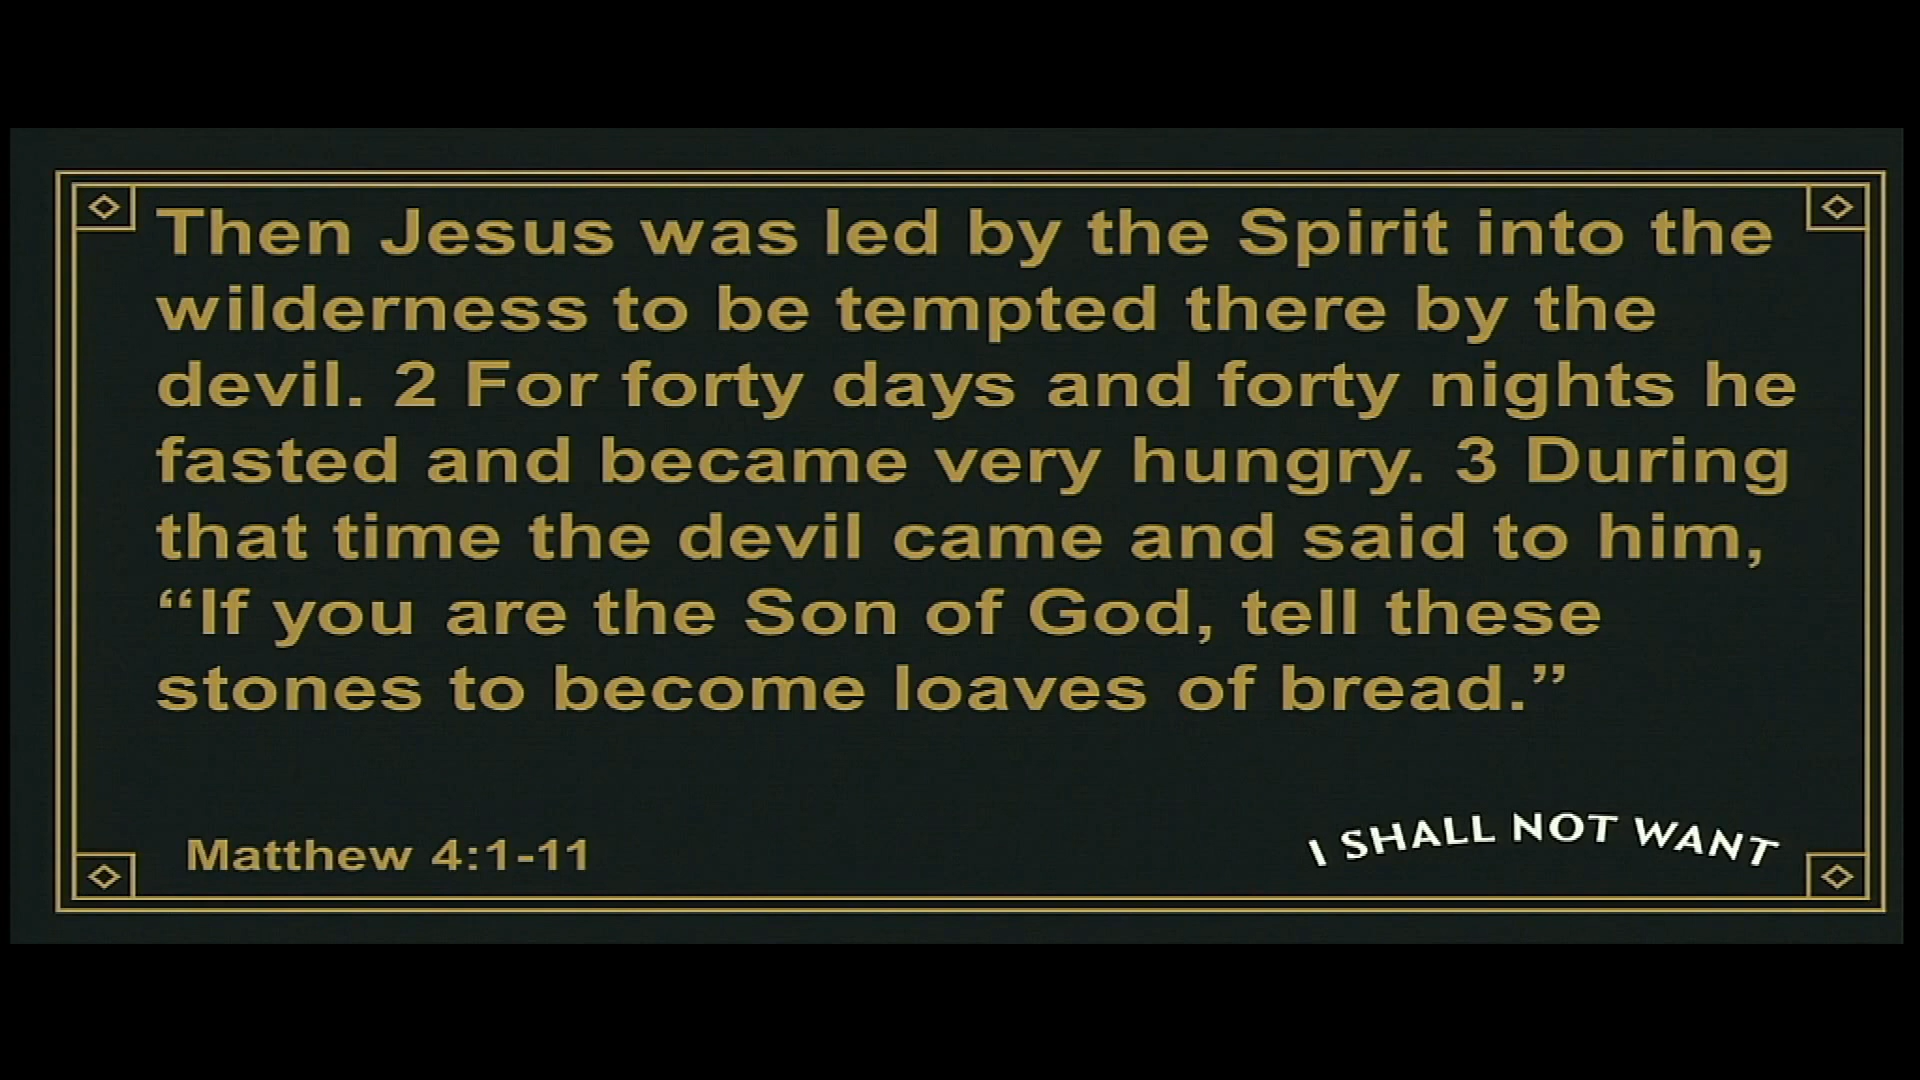 Then Jesus was led by the Spirit into the
wilderness to be tempted there by the
devil. 2 For forty days and forty nights he
fasted and became very hungry. 3 During
that time the devil came and said to him,
“If you are the Son of God, tell these
stones to become loaves of bread.”
Matthew 4:1-11
I SHALL NOT WANT